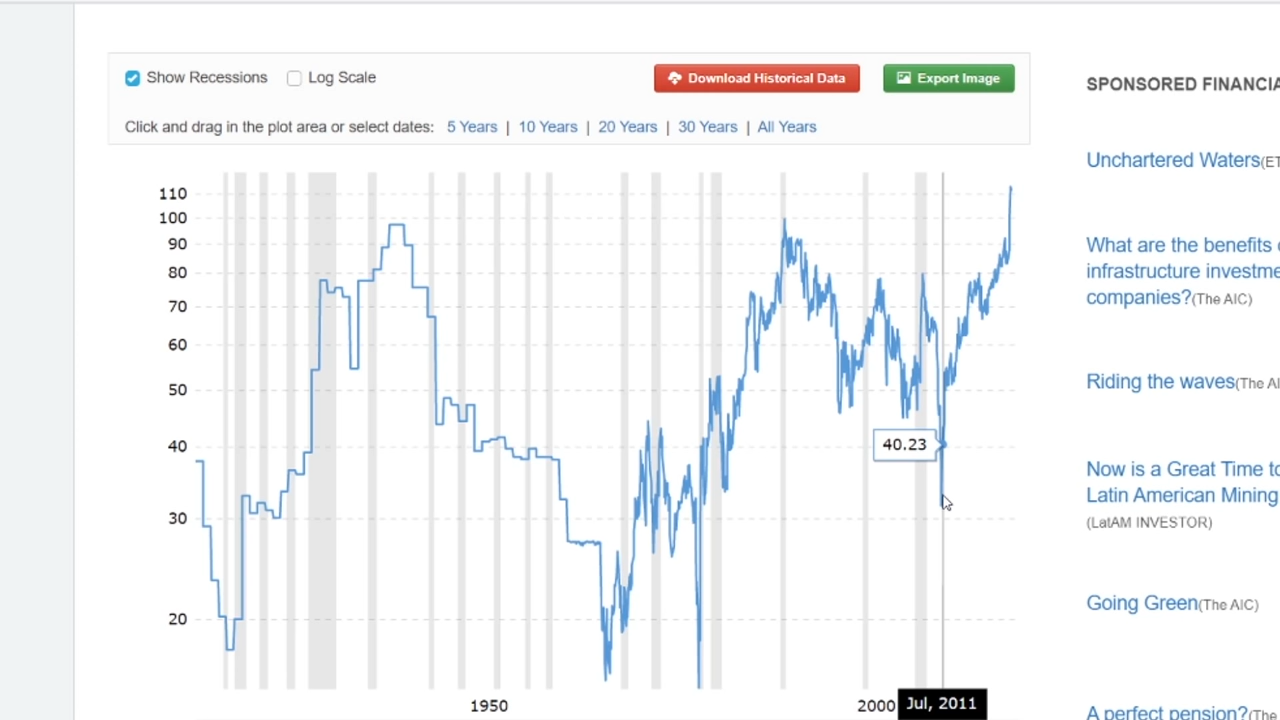 Show Recessions
Log Scale
Download Historical Data
Export Image
Click and drag in the plot area or select dates: 5 Years | 10 Years | 20 Years | 30 Years | All Years
110
100
90
80
70
60
50
40
30
20
40.23
1950
2000
Jul, 2011
SPONSORED FINANCIA
Unchartered Waters(ET
What are the benefits o
infrastructure investme
companies?(The AIC)
Riding the waves(The AI
Now is a Great Time to
Latin American Mining
(LatAM INVESTOR)
Going Green(The AIC)
A perfect pension?(The